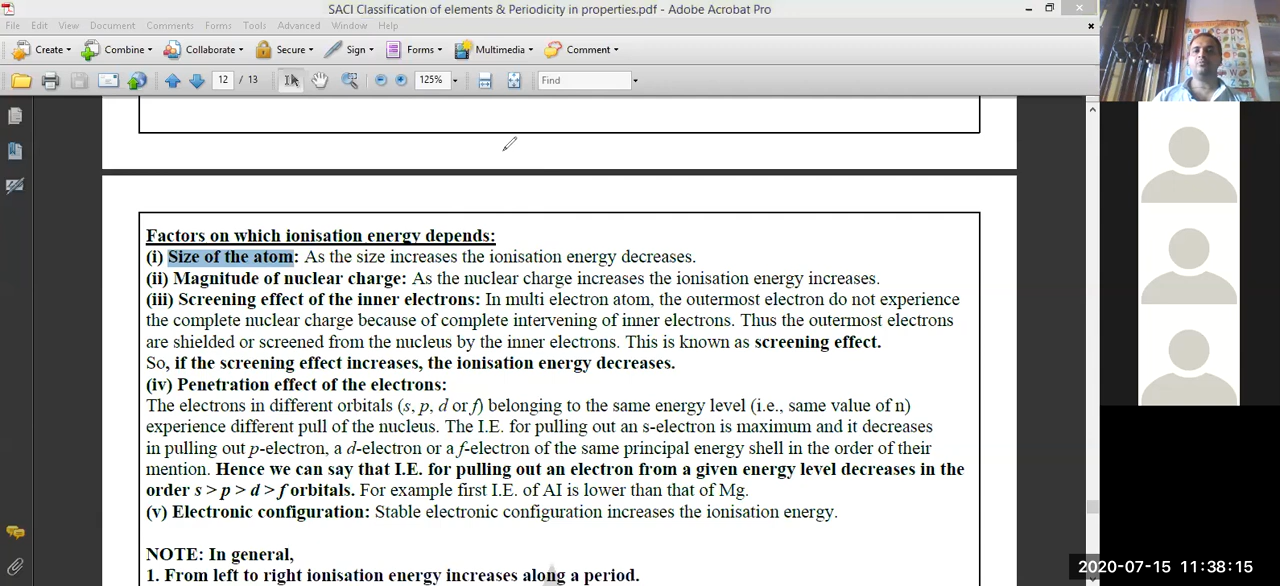 SACI Classification of elements & Periodicity in properties.pdf - Adobe Acrobat Pro
File Edit View Document Comments Forms Tools Advanced Window Help
Create Combine Collaborate Secure Sign Forms Multimedia Comment
12 / 13 125% Find
Factors on which ionisation energy depends:
(i) Size of the atom: As the size increases the ionisation energy decreases.
(ii) Magnitude of nuclear charge: As the nuclear charge increases the ionisation energy increases.
(iii) Screening effect of the inner electrons: In multi electron atom, the outermost electron do not experience
the complete nuclear charge because of complete intervening of inner electrons. Thus the outermost electrons
are shielded or screened from the nucleus by the inner electrons. This is known as screening effect.
So, if the screening effect increases, the ionisation energy decreases.
(iv) Penetration effect of the electrons:
The electrons in different orbitals (s, p, d or f) belonging to the same energy level (i.e., same value of n)
experience different pull of the nucleus. The I.E. for pulling out an s-electron is maximum and it decreases
in pulling out p-electron, a d-electron or a f-electron of the same principal energy shell in the order of their
mention. Hence we can say that I.E. for pulling out an electron from a given energy level decreases in the
order s > p > d > f orbitals. For example first I.E. of AI is lower than that of Mg.
(v) Electronic configuration: Stable electronic configuration increases the ionisation energy.
NOTE: In general,
1. From left to right ionisation energy increases along a period.
2020-07-15 11:38:15